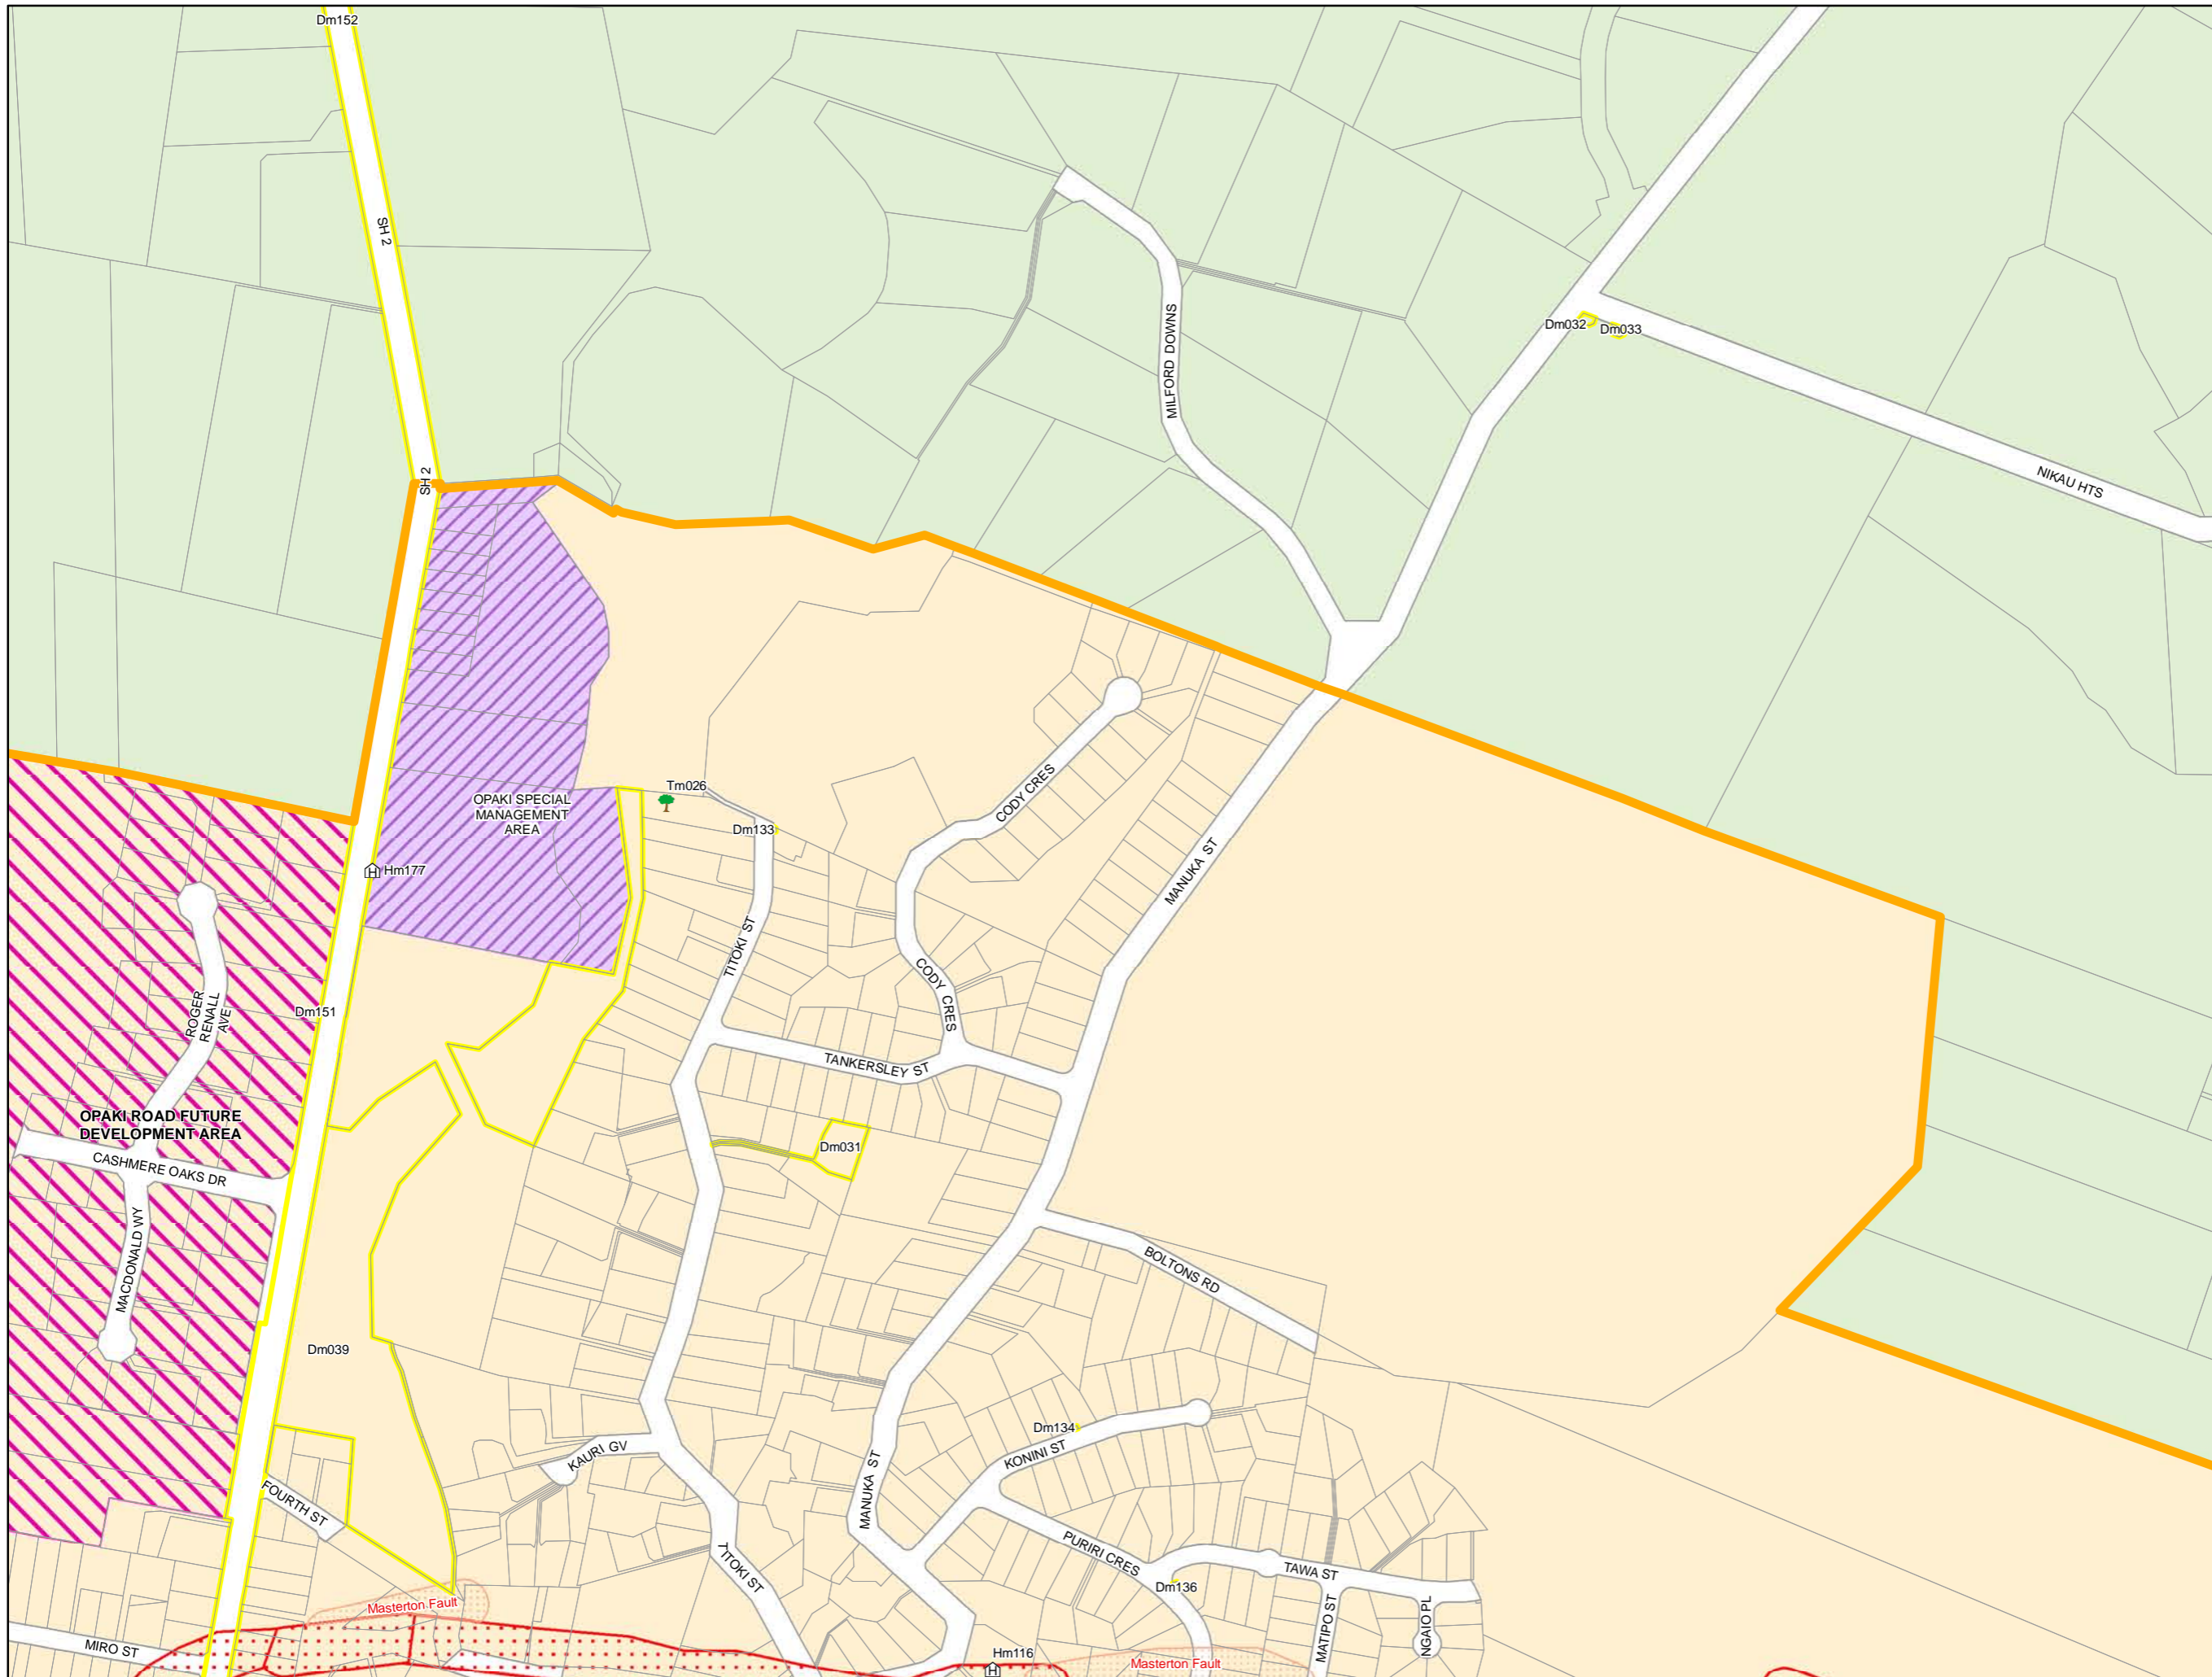 Dm152
SH 2
MILFORD DOWNS
Dm032
Dm033
NIKAU HTS
SH 2
Tm026
OPAKI SPECIAL
MANAGEMENT
AREA
Dm133
CODY CRES
MANUKA ST
Hm177
TITOKI ST
CODY CRES
ROGER
RENALL
AVE
Dm151
TANKERSLEY ST
OPAKI ROAD FUTURE
DEVELOPMENT AREA
Dm031
CASHMERE OAKS DR
MACDONALD WY
BOLTONS RD
Dm039
Dm134
KONINI ST
KAURI GV
MANUKA ST
FOURTH ST
PURIRI CRES
TITOKI ST
TAWA ST
Dm136
Masterton Fault
MATIPO ST
NGAIO PL
MIRO ST
Hm116
H
Masterton Fault
H